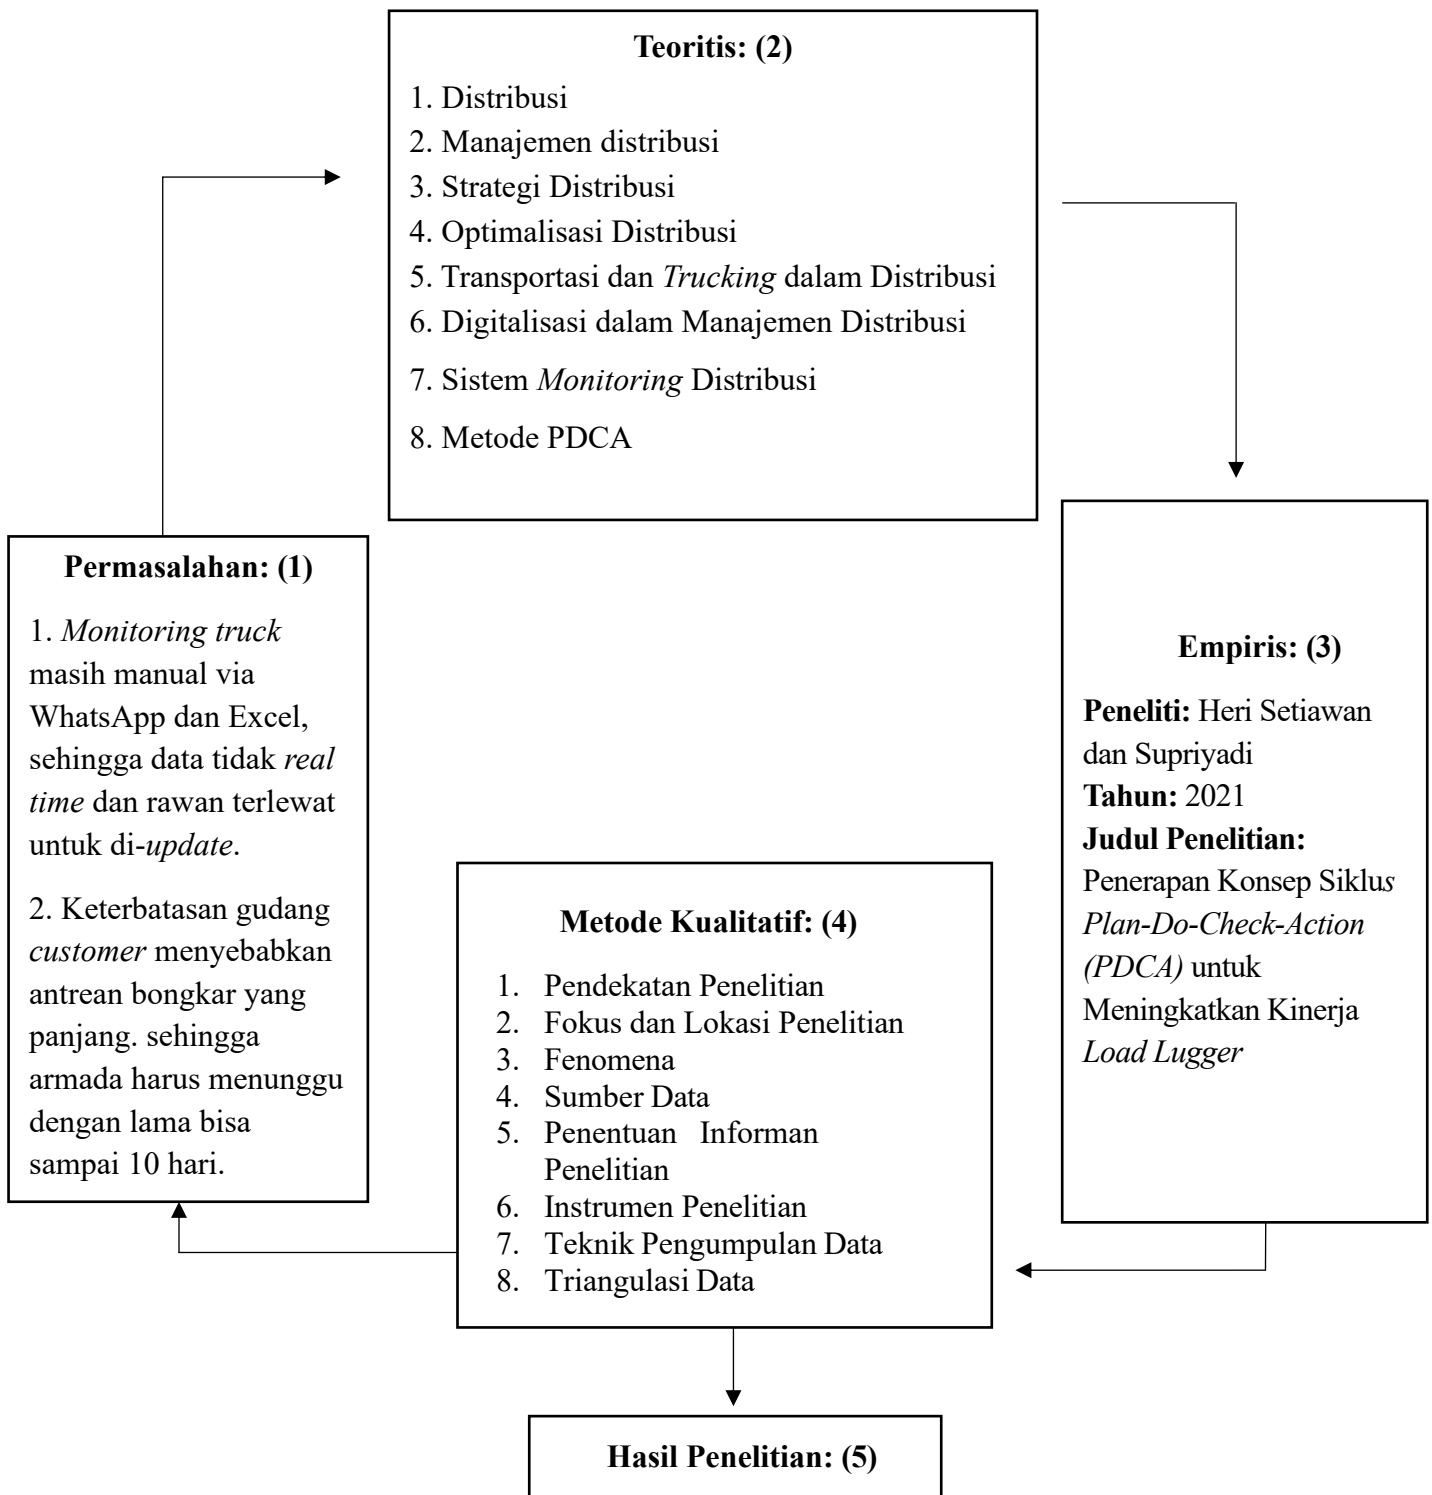 Teoritis: (2)
1. Distribusi
2. Manajemen distribusi
3. Strategi Distribusi
4. Optimalisasi Distribusi
5. Transportasi dan Trucking dalam Distribusi
6. Digitalisasi dalam Manajemen Distribusi
7. Sistem Monitoring Distribusi
8. Metode PDCA
Permasalahan: (1)
1. Monitoring truck
masih manual via
WhatsApp dan Excel,
sehingga data tidak real
time dan rawan terlewat
untuk di-update.
2. Keterbatasan gudang
customer menyebabkan
antrean bongkar yang
panjang. sehingga
armada harus menunggu
dengan lama bisa
sampai 10 hari.
Empiris: (3)
Peneliti: Heri Setiawan
dan Supriyadi
Tahun: 2021
Judul Penelitian:
Penerapan Konsep Siklus
Plan-Do-Check-Action
(PDCA) untuk
Meningkatkan Kinerja
Load Lugger
Metode Kualitatif: (4)
1. Pendekatan Penelitian
2. Fokus dan Lokasi Penelitian
3. Fenomena
4. Sumber Data
5. Penentuan Informan
Penelitian
6. Instrumen Penelitian
7. Teknik Pengumpulan Data
8. Triangulasi Data
Hasil Penelitian: (5)